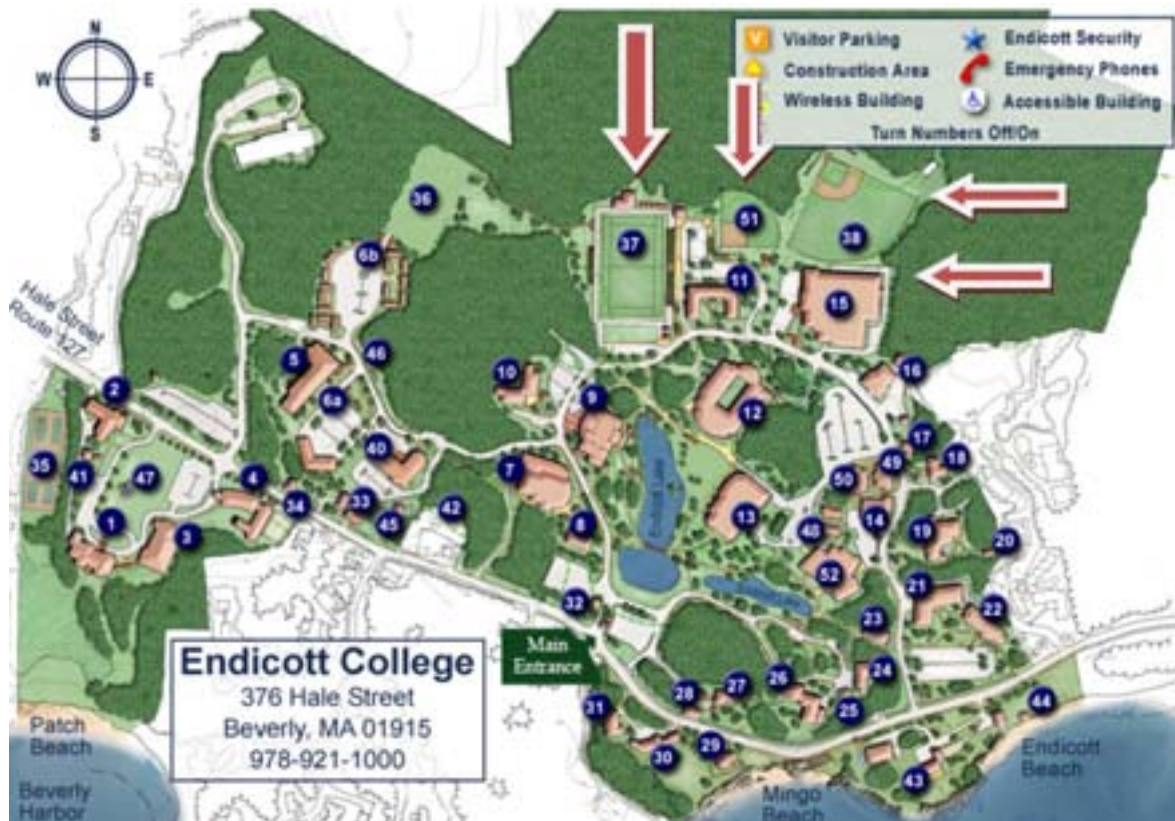 N
W E
S
V Visitor Parking
Endicott Security
Construction Area
Emergency Phones
Wireless Building
Accessible Building
Turn Numbers Off/On
36
37
51
38
6b
11
15
Hale Street
Route 127
5
46
2
10
16
9
6a
12
40
17
18
35
41
47
4
7
49
50
33
34
42
45
13
14
48
19
20
1
3
8
52
21
22
32
23
Main
Entrance
24
26
27
28
25
31
44
29
30
43
Endicott College
376 Hale Street
Beverly, MA 01915
978-921-1000
Patch
Beach
Beverly
Harbor
Mingo
Beach
Endicott
Beach